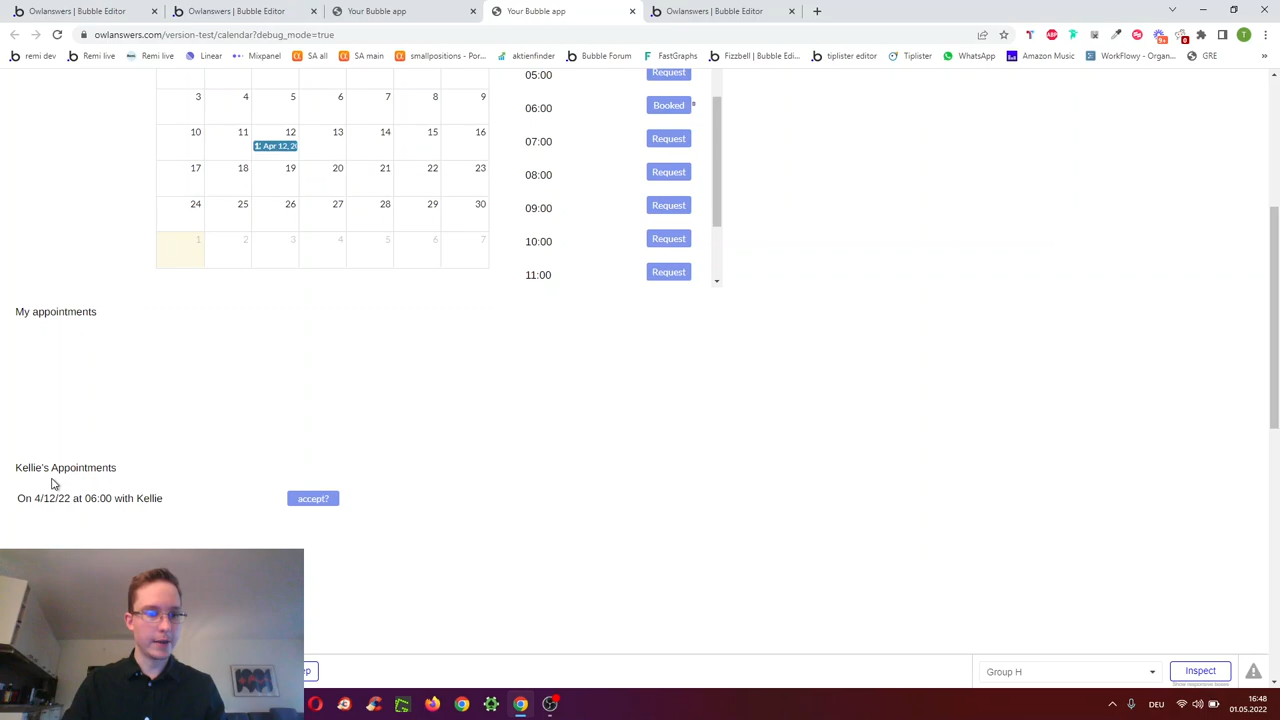 Owlanswers | Bubble Editor
Owlanswers | Bubble Editor
Your Bubble app
Your Bubble app
Owlanswers | Bubble Editor
owlanswers.com/version-test/calendar?debug_mode=true
remi dev
Remi live
Remi live
Linear
Mixpanel
SA all
SA main
smallpositions - Por...
aktienfinder
Bubble Forum
FastGraphs
Fizzbell | Bubble Edi...
tiplister editor
Tiplister
WhatsApp
Amazon Music
WorkFlowy - Organ...
GRE
05:00 Request
3 4 5 6 7 8 9
06:00 Booked
10 11 12 13 14 15 16
Apr 12, 20
07:00 Request
17 18 19 20 21 22 23
08:00 Request
24 25 26 27 28 29 30
09:00 Request
1 2 3 4 5 6 7
10:00 Request
11:00 Request
My appointments
Kellie's Appointments
On 4/12/22 at 06:00 with Kellie accept?
Group H
Inspect
Show responsive boxes
DEU
16:48
01.05.2022